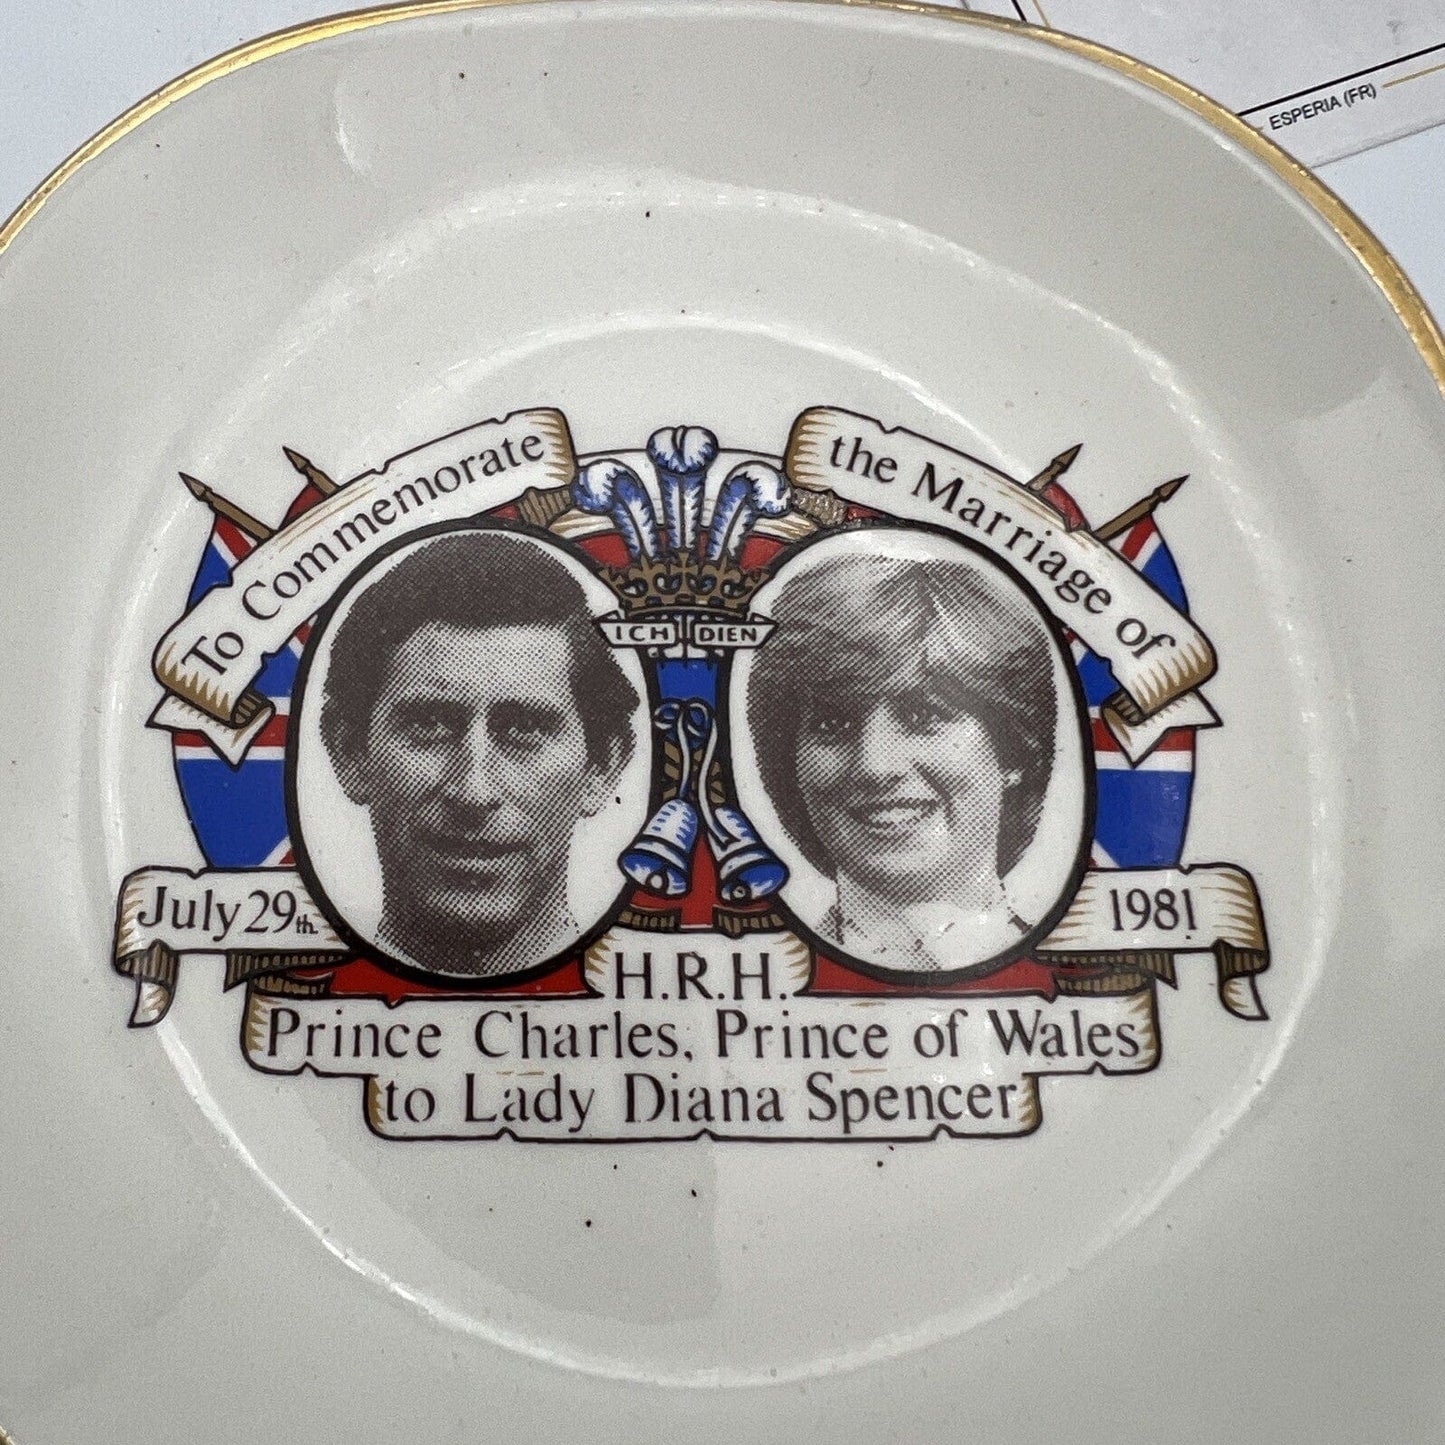 ESPERIA (FR)
To Commemorate
the Marriage of
ICH DIEN
July 29th.
1981
H.R.H.
Prince Charles, Prince of Wales
to Lady Diana Spencer